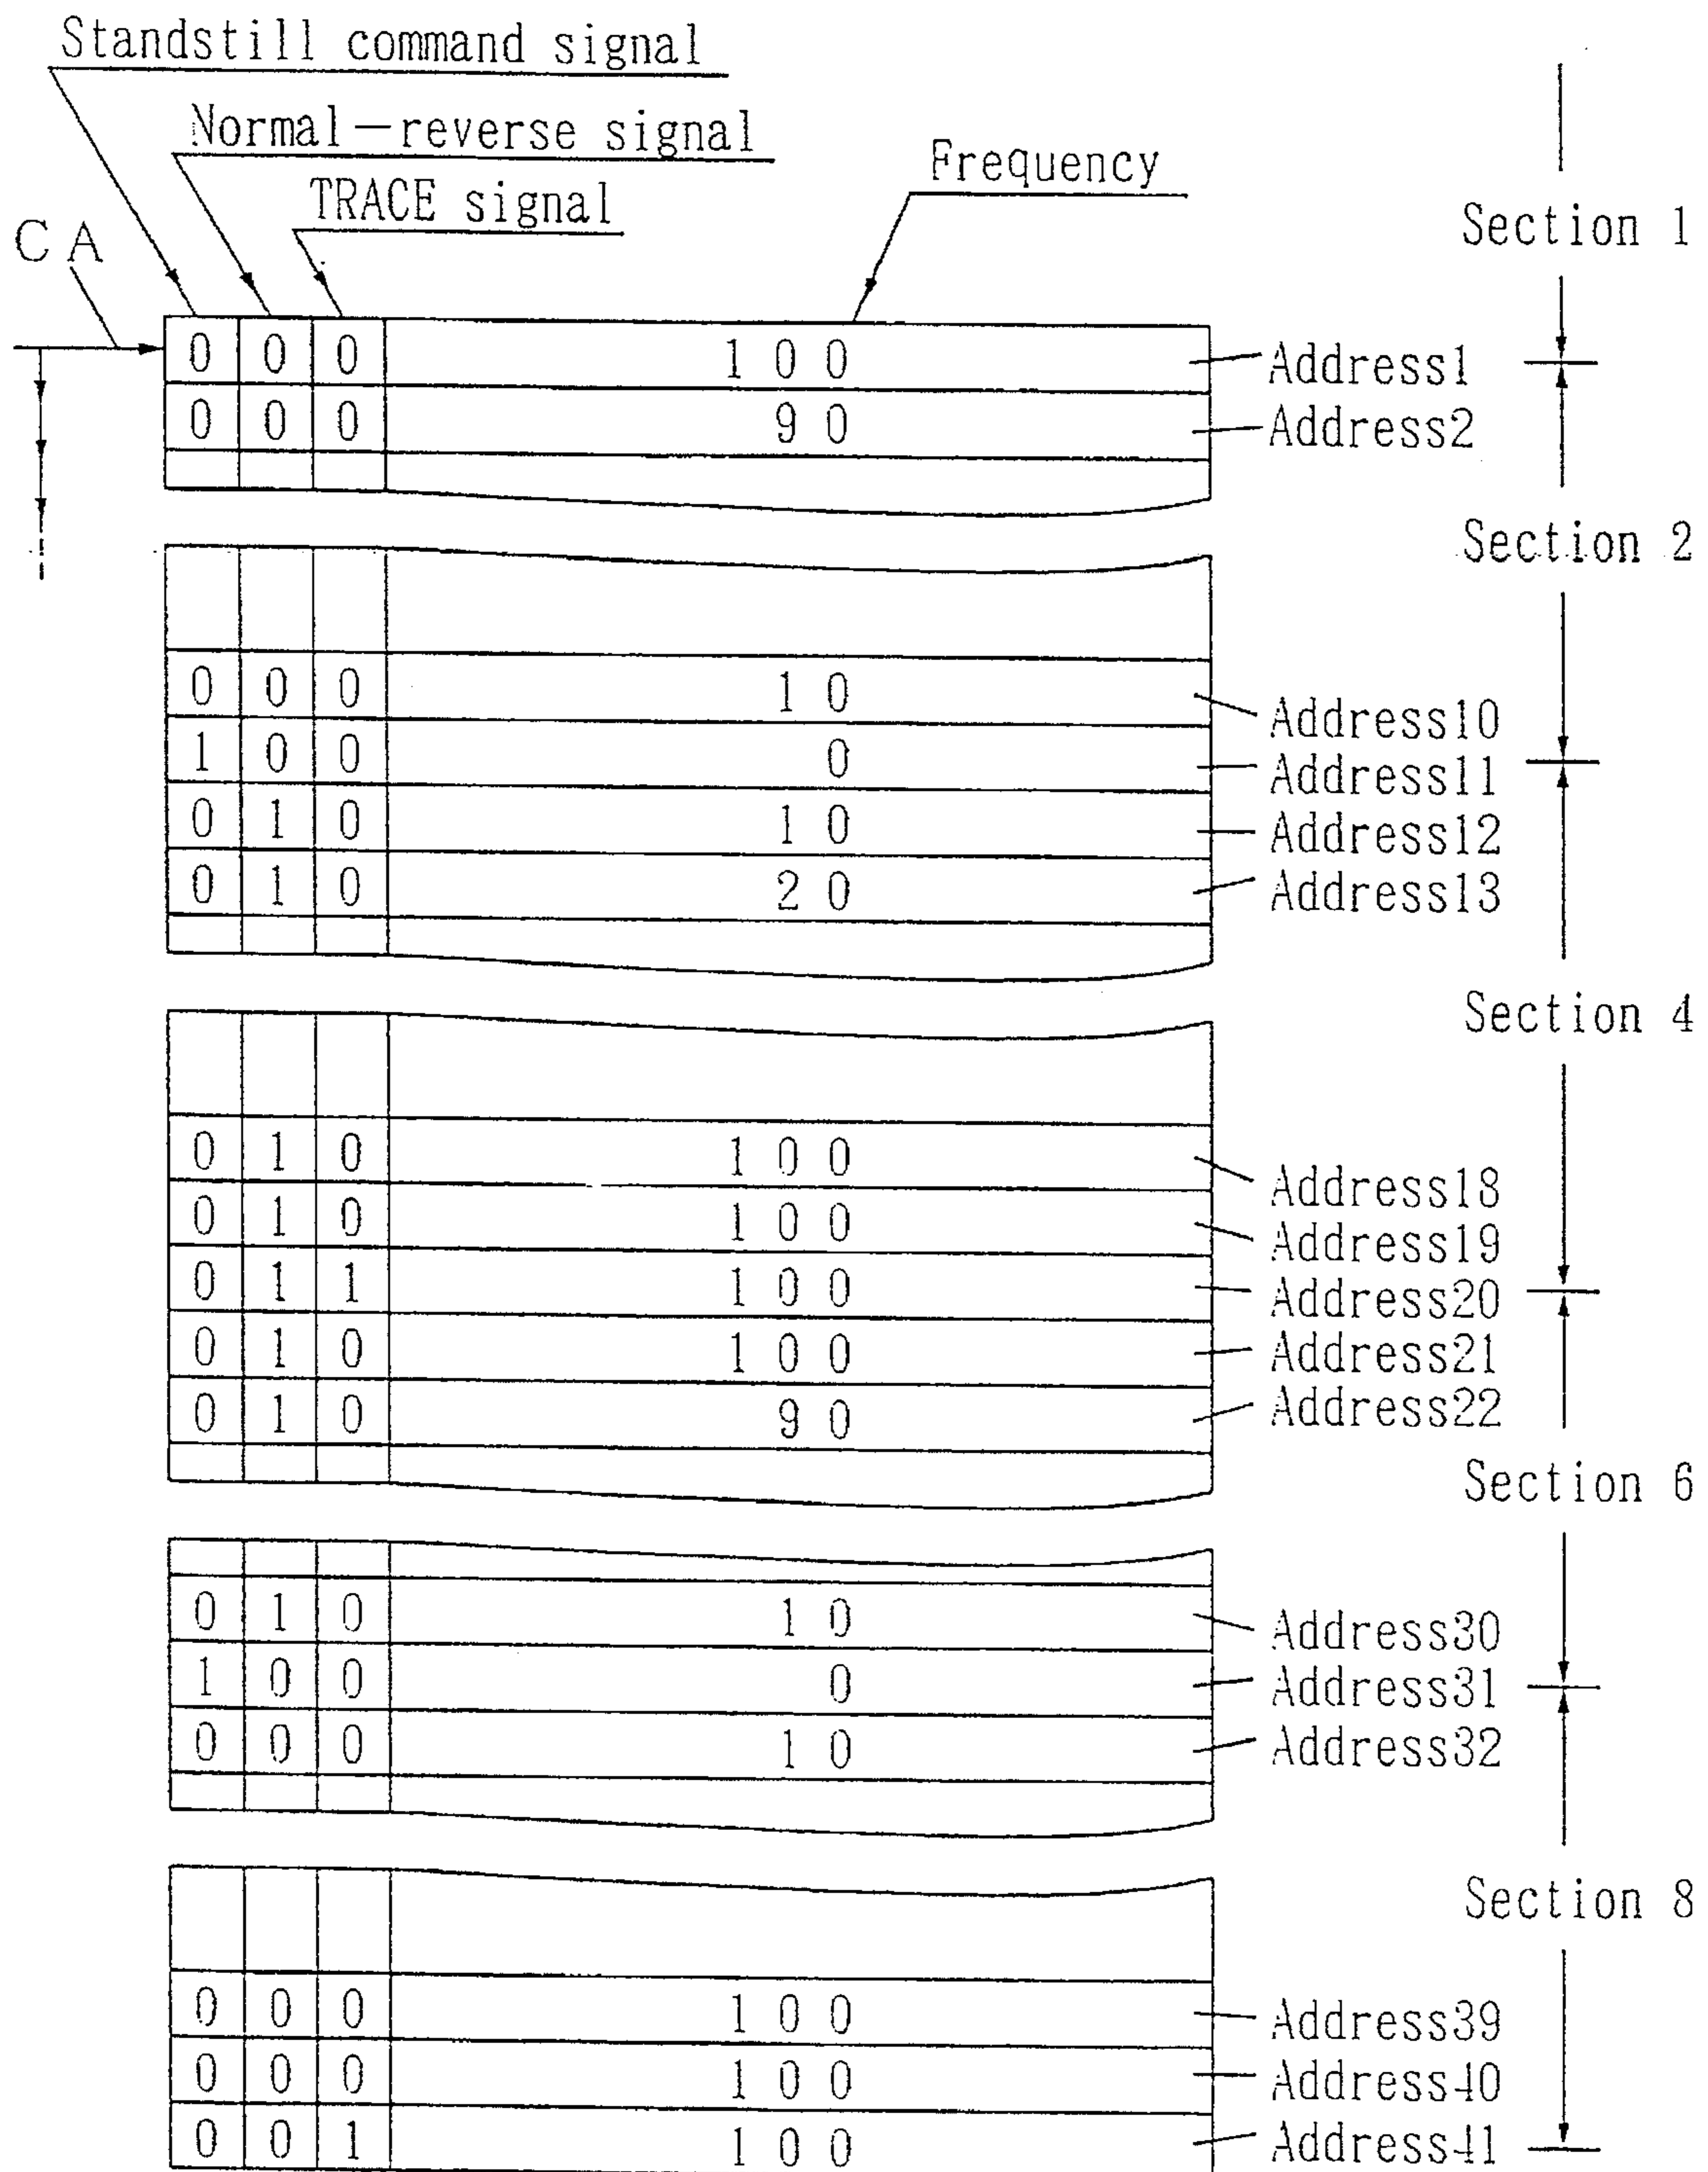 Standstill command signal
Normal-reverse signal
TRACE signal
Frequency
CA
Section 1
0 0 0 100 Address1
0 0 0 90 Address2
Section 2
0 0 0 10 Address10
1 0 0 0 Address11
0 1 0 10 Address12
0 1 0 20 Address13
Section 4
0 1 0 100 Address18
0 1 0 100 Address19
0 1 1 100 Address20
0 1 0 100 Address21
0 1 0 90 Address22
Section 6
0 1 0 10 Address30
1 0 0 0 Address31
0 0 0 10 Address32
Section 8
0 0 0 100 Address39
0 0 0 100 Address40
0 0 1 100 Address41